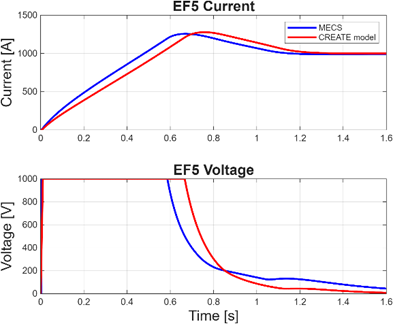 EF5 Current
Current [A]
1500
1000
500
0
MECS
CREATE model
0 0.2 0.4 0.6 0.8 1 1.2 1.4 1.6
EF5 Voltage
Voltage [V]
1000
800
600
400
200
0
0 0.2 0.4 0.6 0.8 1 1.2 1.4 1.6
Time [s]